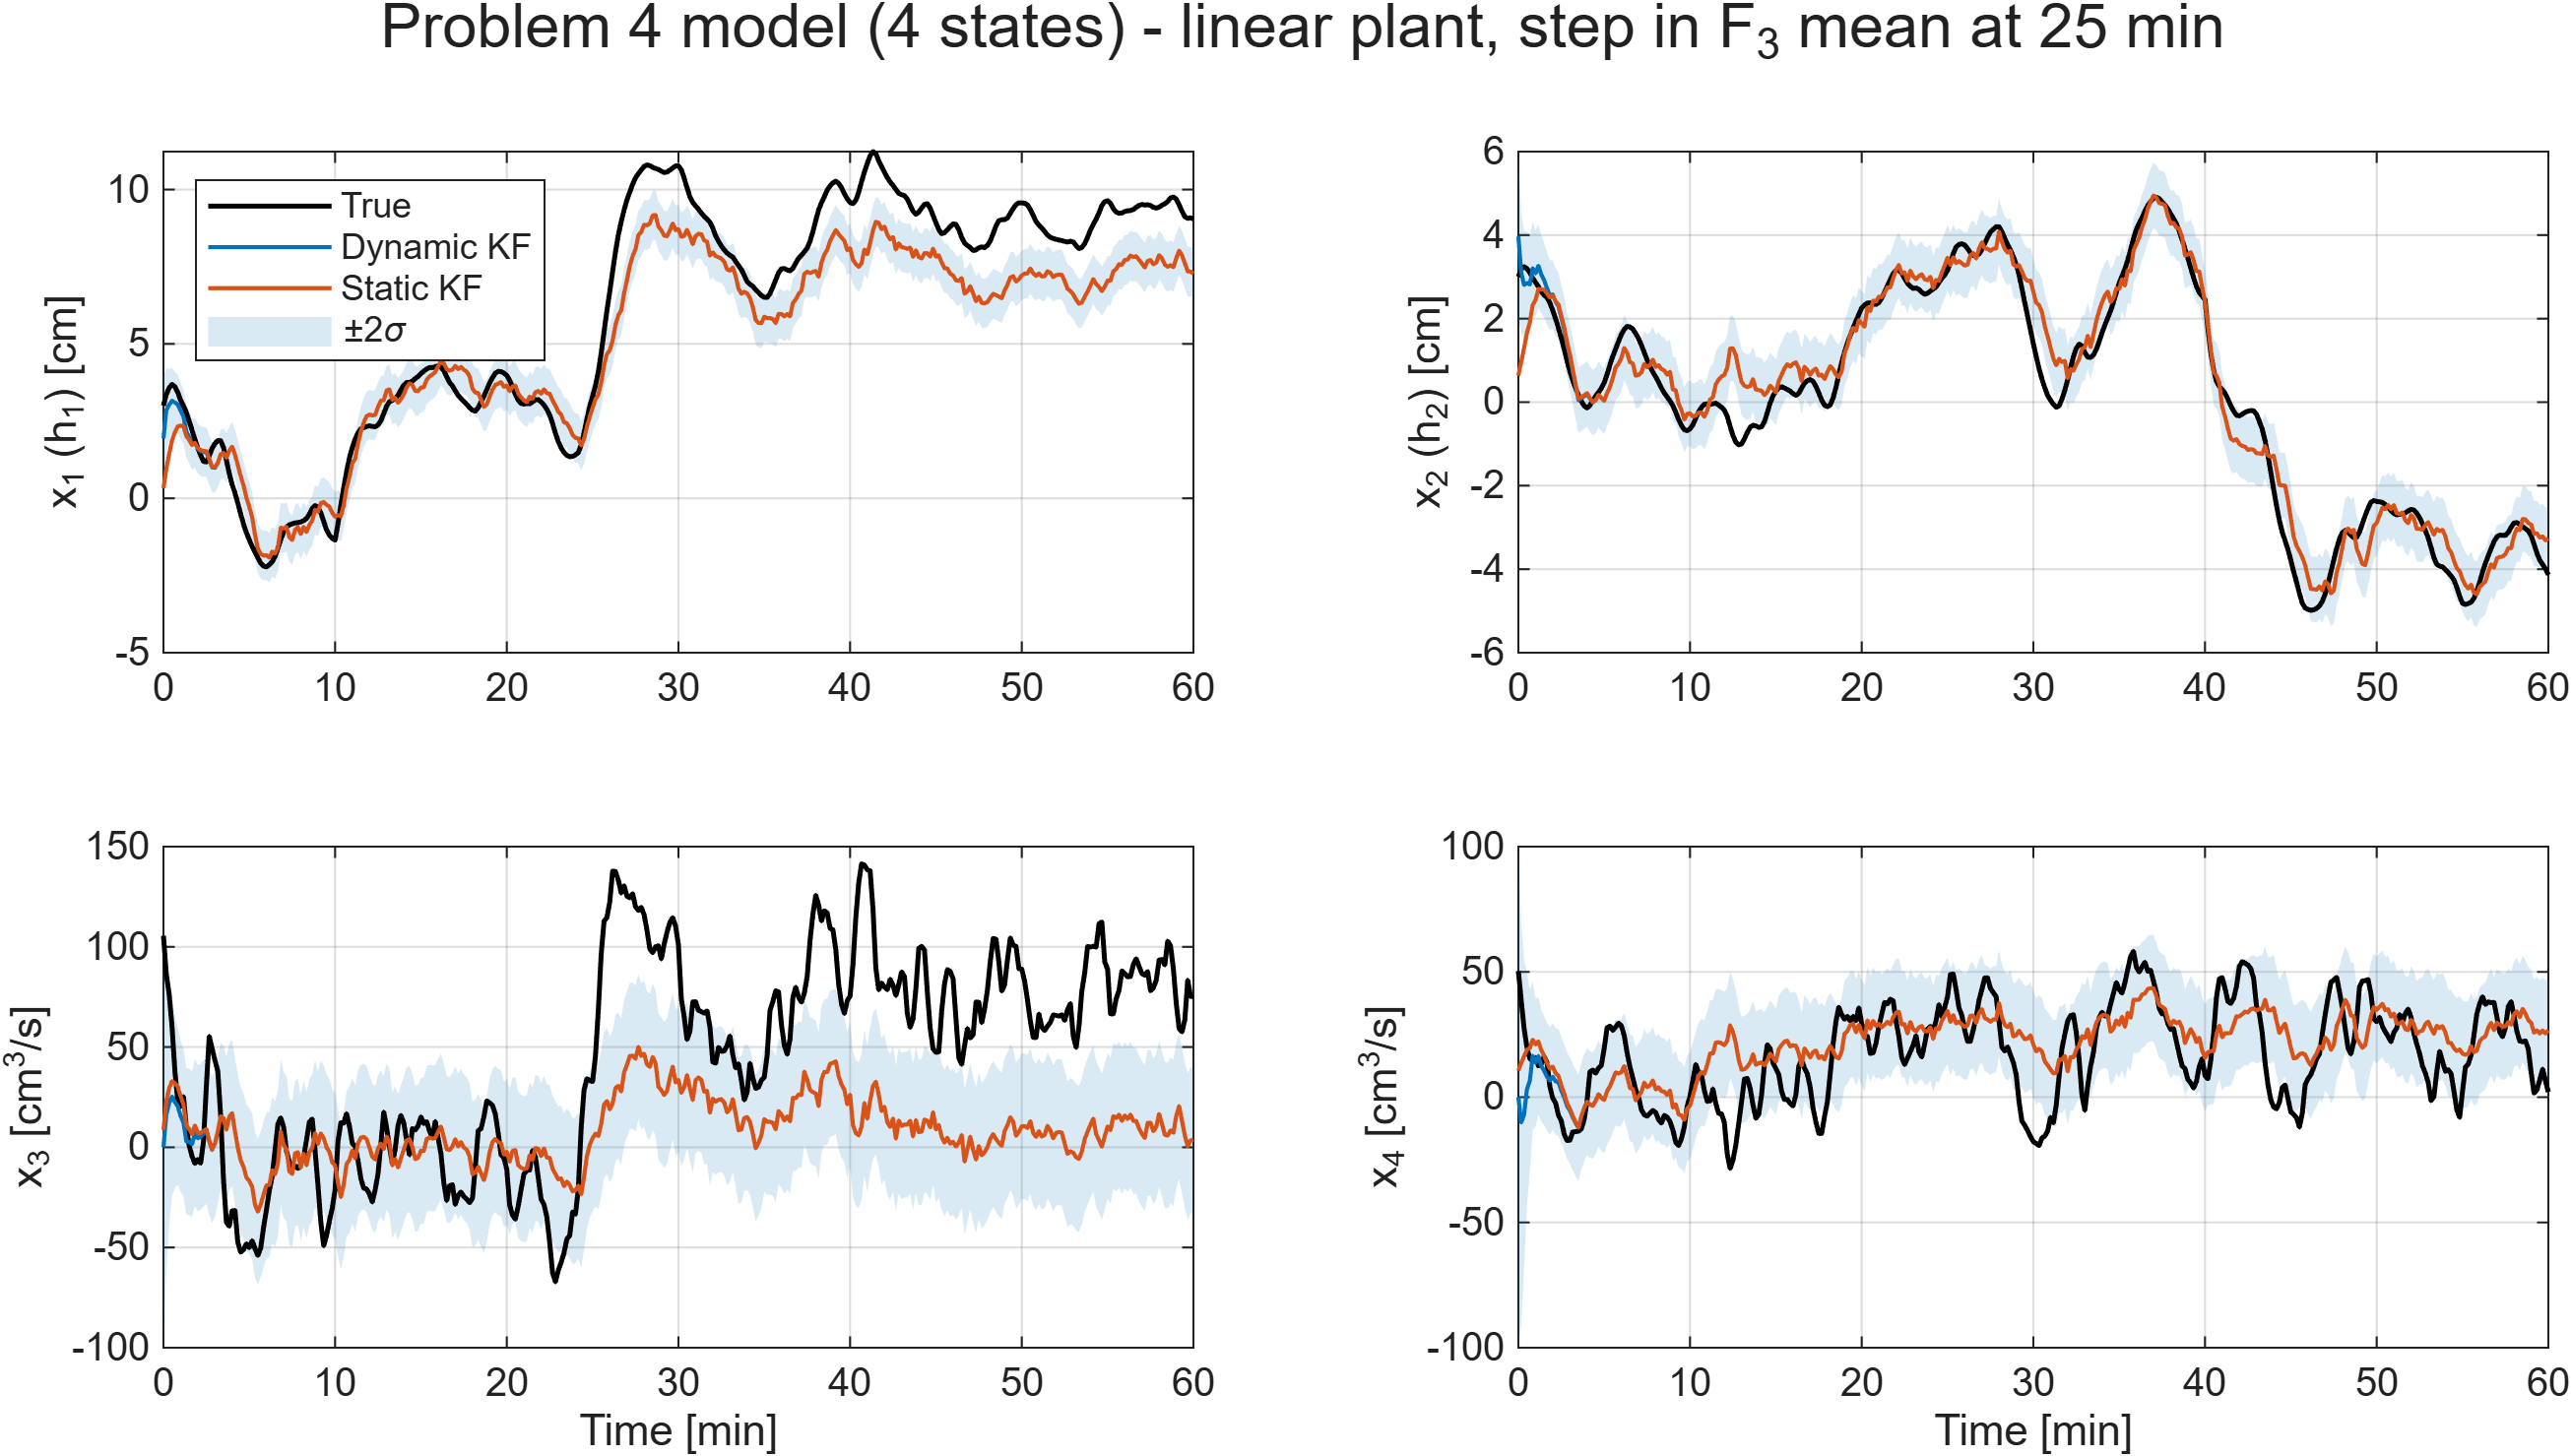 Problem 4 model (4 states) - linear plant, step in F₃ mean at 25 min
x₁ (h₁) [cm]
10
5
0
-5
0 10 20 30 40 50 60
True
Dynamic KF
Static KF
±2σ
x₂ (h₂) [cm]
6
4
2
0
-2
-4
-6
0 10 20 30 40 50 60
x₃ [cm³/s]
150
100
50
0
-50
-100
0 10 20 30 40 50 60
Time [min]
x₄ [cm³/s]
100
50
0
-50
-100
0 10 20 30 40 50 60
Time [min]